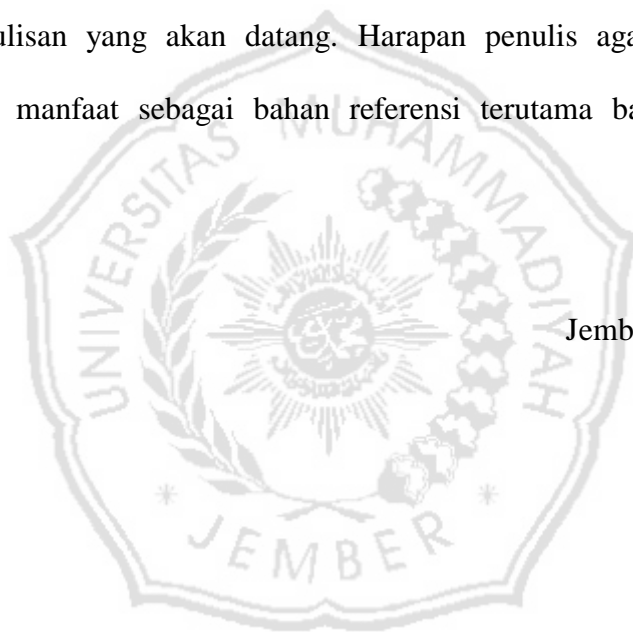 ulisan yang akan datang. Harapan penulis aga
manfaat sebagai bahan referensi terutama ba
UNIVERSITAS MUHAMMADIYAH
Jemb
JEMBER